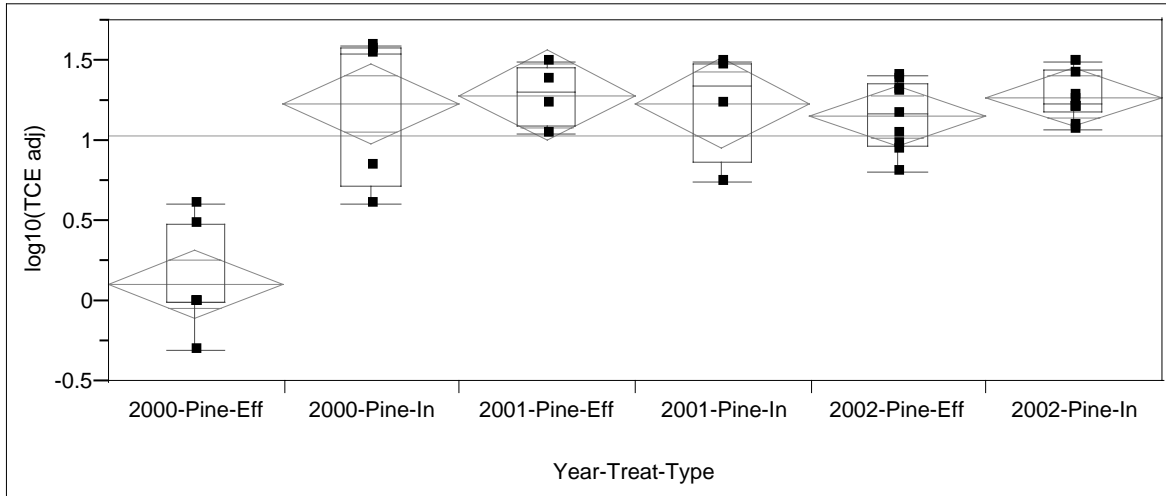 log10(TCE adj)
1.5
1
0.5
0
-0.5
2000-Pine-Eff 2000-Pine-In 2001-Pine-Eff 2001-Pine-In 2002-Pine-Eff 2002-Pine-In
Year-Treat-Type